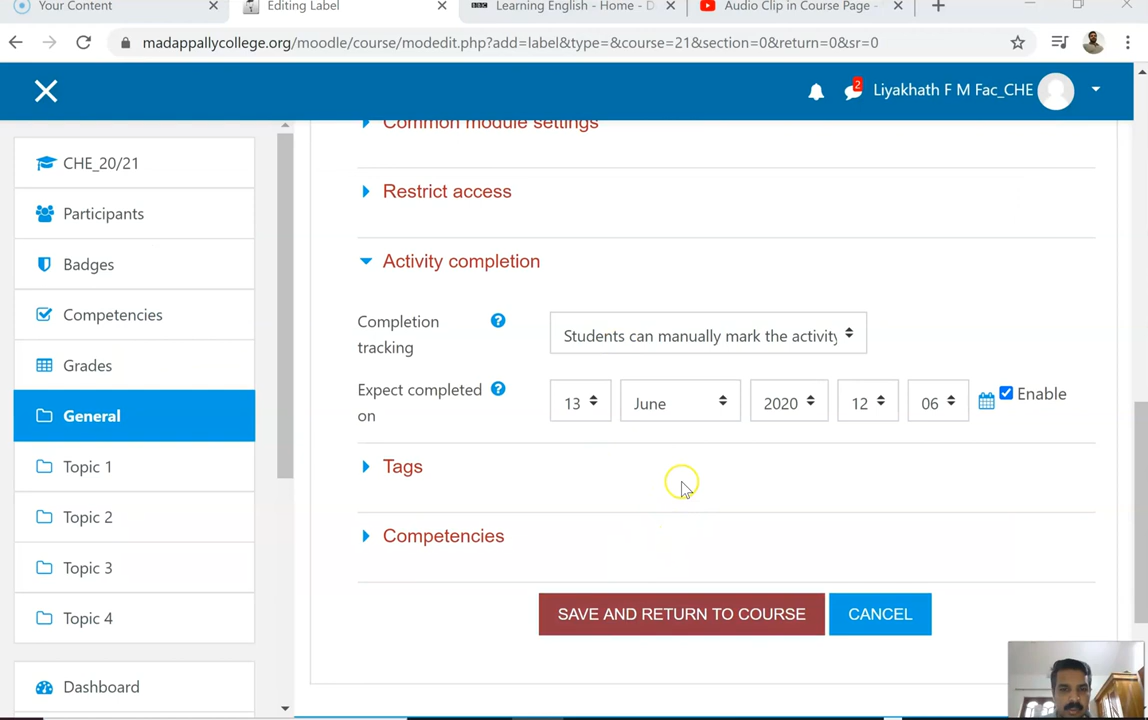 Your Content
Editing Label
BBC Learning English - Home - D
Audio Clip in Course Page -
madappallycollege.org/moodle/course/modedit.php?add=label&type=&course=21&section=0&return=0&sr=0
2
Liyakhath F M Fac_CHE
CHE_20/21
Participants
Badges
Competencies
Grades
General
Topic 1
Topic 2
Topic 3
Topic 4
Dashboard
Common module settings
Restrict access
Activity completion
Completion tracking
Students can manually mark the activity
Expect completed on
13 June 2020 12 06 Enable
Tags
Competencies
SAVE AND RETURN TO COURSE CANCEL